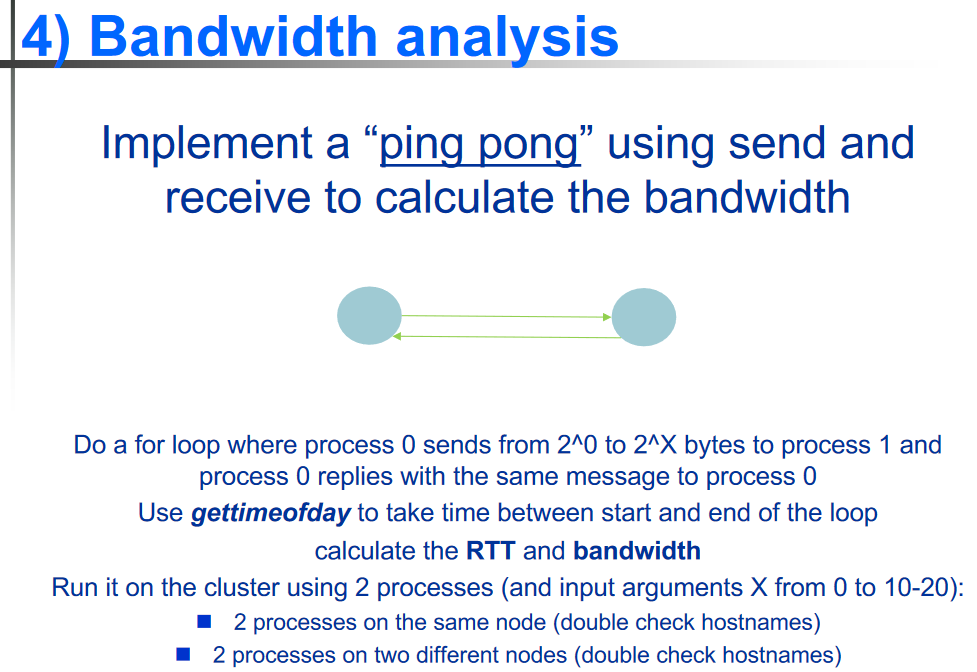 4) Bandwidth analysis
Implement a “ping pong” using send and
receive to calculate the bandwidth
Do a for loop where process 0 sends from 2^0 to 2^X bytes to process 1 and
process 0 replies with the same message to process 0
Use gettimeofday to take time between start and end of the loop
calculate the RTT and bandwidth
Run it on the cluster using 2 processes (and input arguments X from 0 to 10-20):
2 processes on the same node (double check hostnames)
2 processes on two different nodes (double check hostnames)